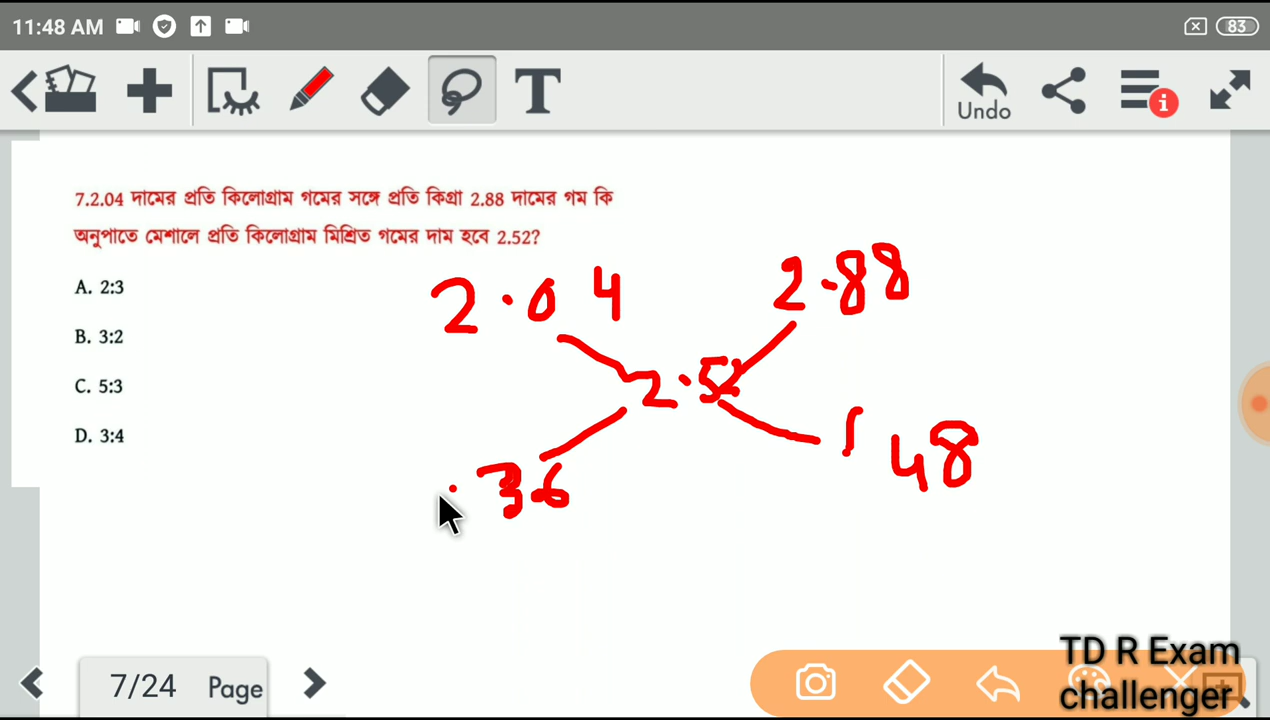 11:48 AM
83
T
Undo
7.2.04 দামের প্রতি কিলোগ্রাম গমের সঙ্গে প্রতি কিগ্রা 2.88 দামের গম কি
অনুপাতে মেশালে প্রতি কিলোগ্রাম মিশ্রিত গমের দাম হবে 2.52?
A. 2:3
B. 3:2
C. 5:3
D. 3:4
2.04
2.88
2.52
.36
48
7/24 Page
TD R Exam
challenger